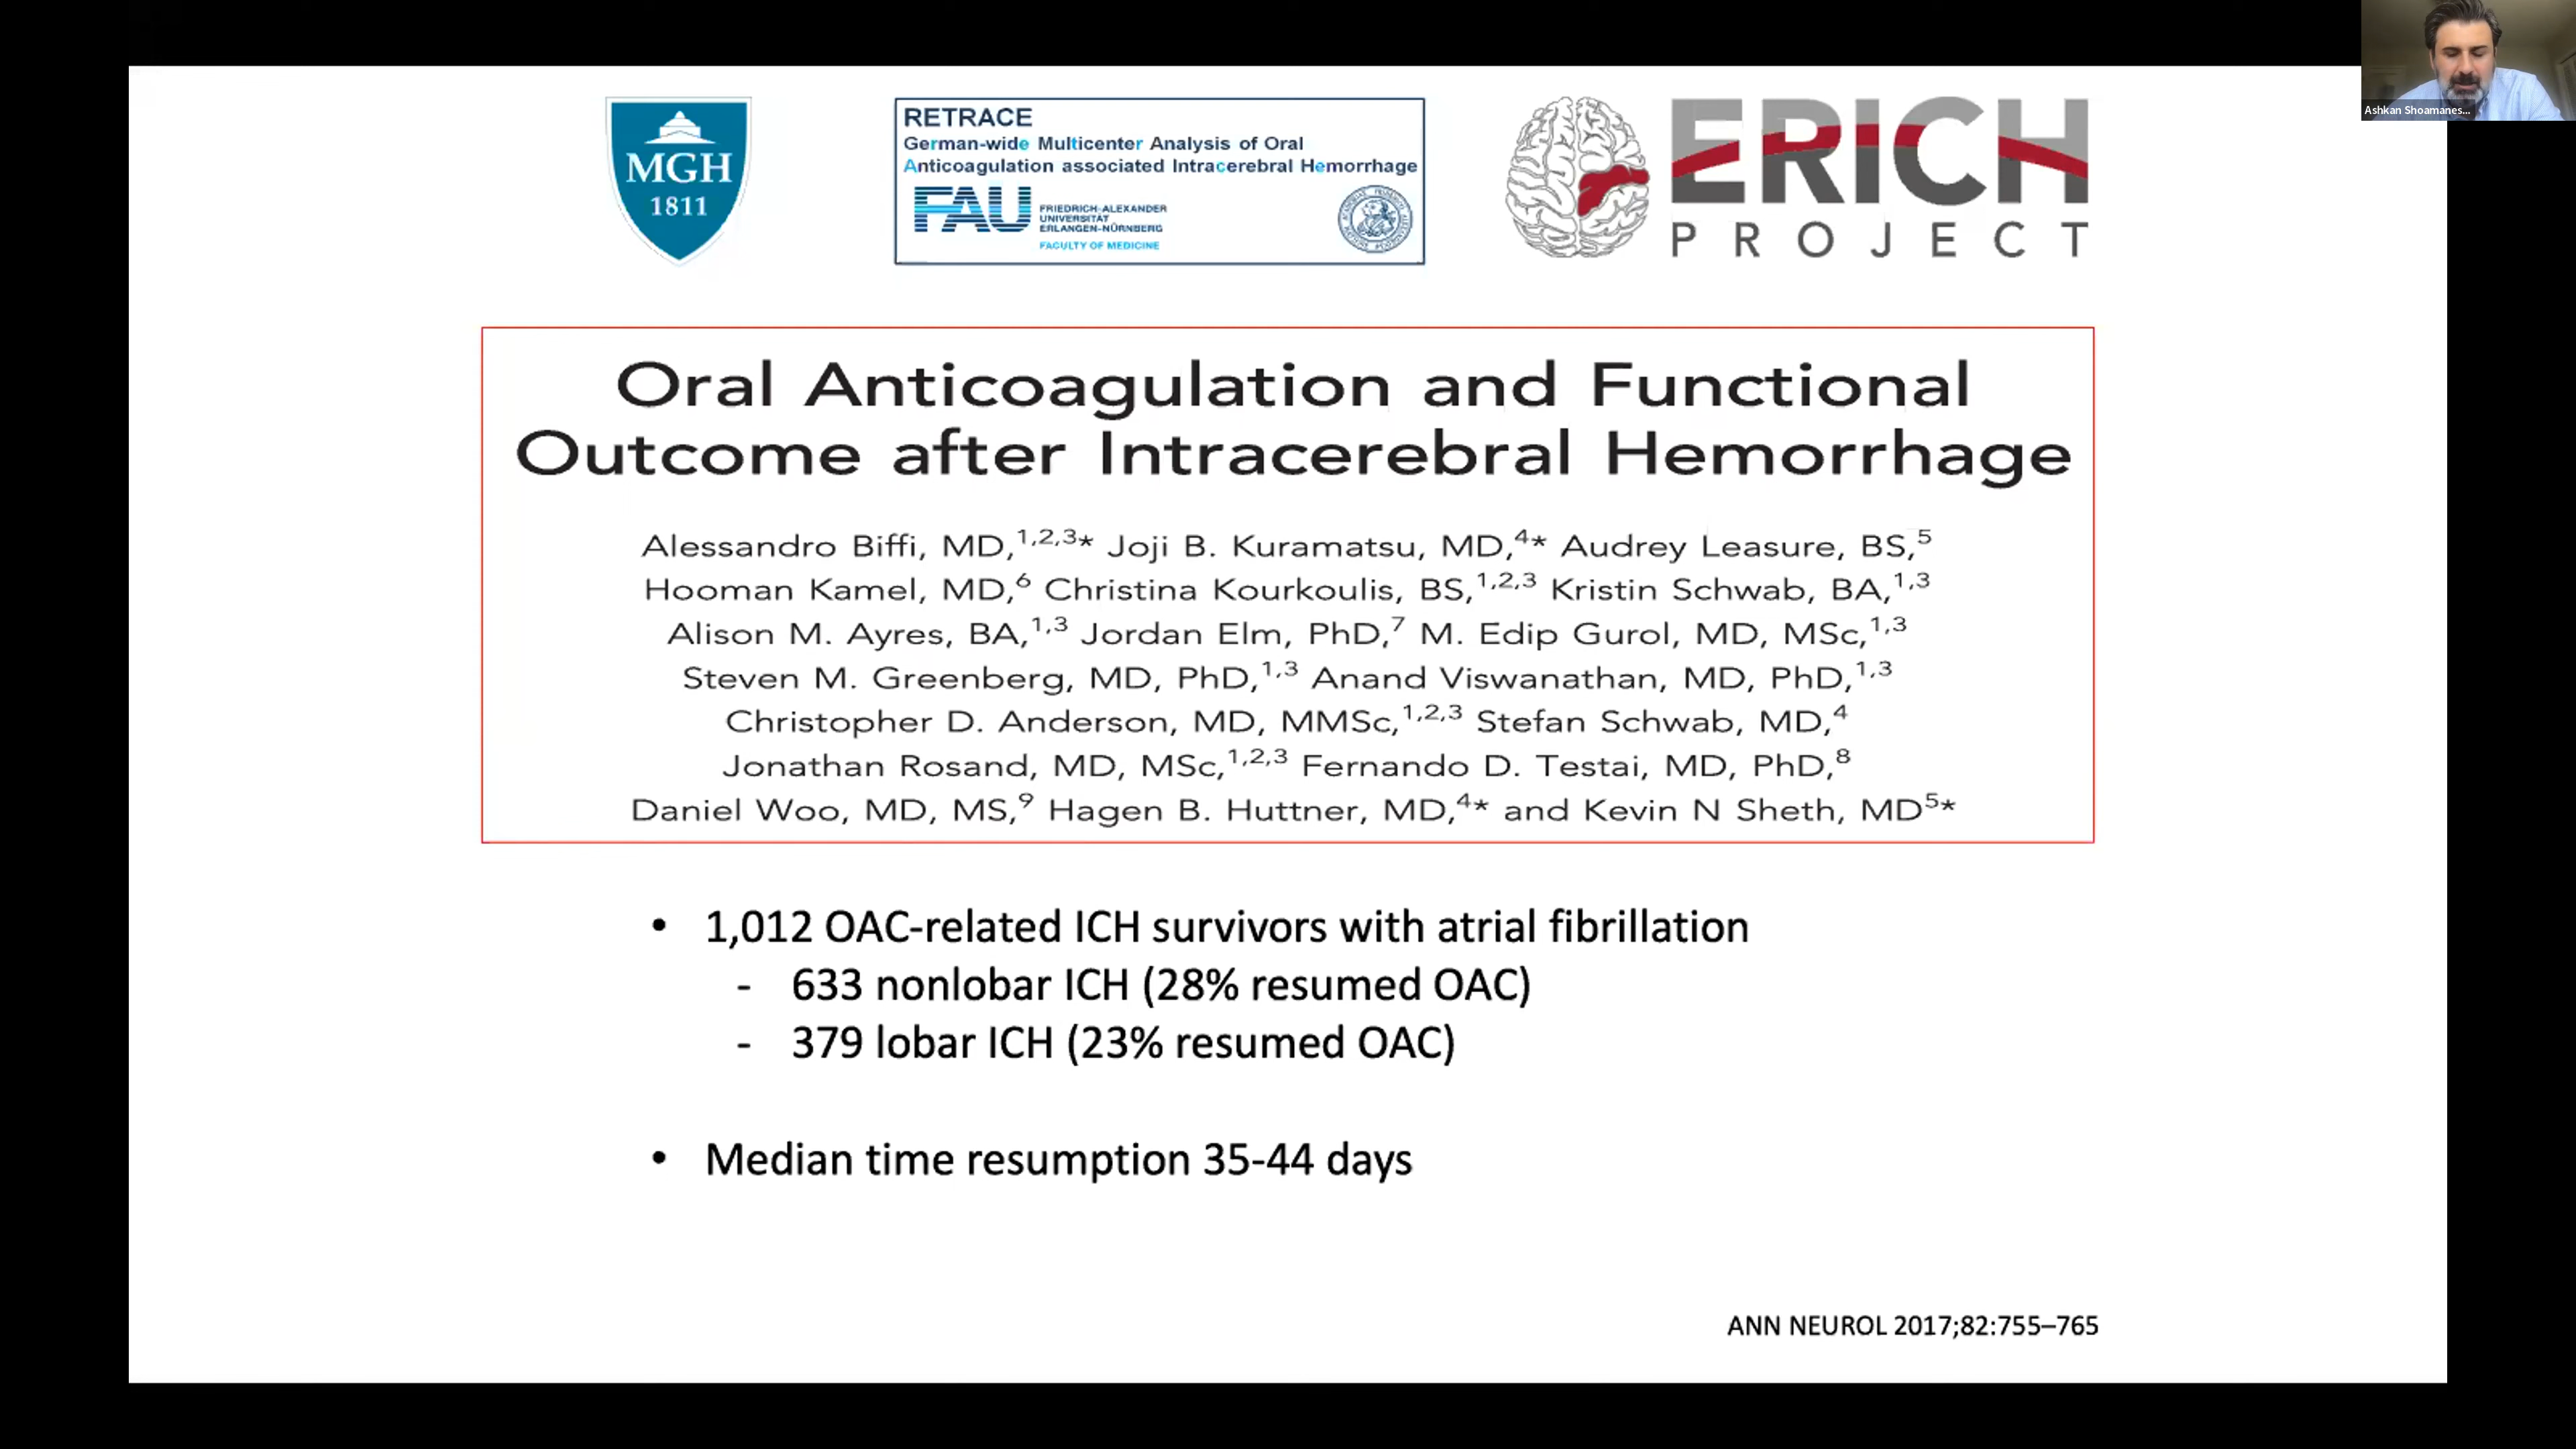 MGH
1811
RETRACE
German-wide Multicenter Analysis of Oral
Anticoagulation associated Intracerebral Hemorrhage
FAU
FRIEDRICH-ALEXANDER
UNIVERSITÄT
ERLANGEN-NÜRNBERG
FACULTY OF MEDICINE
ERICH
PROJECT
Ashkan Shoamanes...
Oral Anticoagulation and Functional
Outcome after Intracerebral Hemorrhage
Alessandro Biffi, MD,1,2,3* Joji B. Kuramatsu, MD,4* Audrey Leasure, BS,5
Hooman Kamel, MD,6 Christina Kourkoulis, BS,1,2,3 Kristin Schwab, BA,1,3
Alison M. Ayres, BA,1,3 Jordan Elm, PhD,7 M. Edip Gurol, MD, MSc,1,3
Steven M. Greenberg, MD, PhD,1,3 Anand Viswanathan, MD, PhD,1,3
Christopher D. Anderson, MD, MMSc,1,2,3 Stefan Schwab, MD,4
Jonathan Rosand, MD, MSc,1,2,3 Fernando D. Testai, MD, PhD,8
Daniel Woo, MD, MS,9 Hagen B. Huttner, MD,4* and Kevin N Sheth, MD5*
• 1,012 OAC-related ICH survivors with atrial fibrillation
- 633 nonlobar ICH (28% resumed OAC)
- 379 lobar ICH (23% resumed OAC)
• Median time resumption 35-44 days
ANN NEUROL 2017;82:755–765